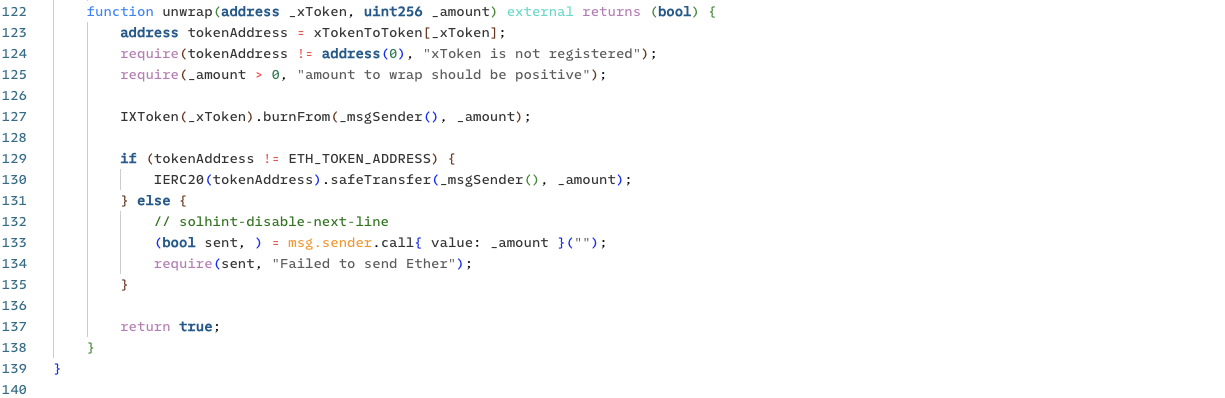 122 function unwrap(address _xToken, uint256 _amount) external returns (bool) {
123 address tokenAddress = xTokenToToken[_xToken];
124 require(tokenAddress != address(0), "xToken is not registered");
125 require(_amount > 0, "amount to wrap should be positive");
126
127 IXToken(_xToken).burnFrom(_msgSender(), _amount);
128
129 if (tokenAddress != ETH_TOKEN_ADDRESS) {
130 IERC20(tokenAddress).safeTransfer(_msgSender(), _amount);
131 } else {
132 // solhint-disable-next-line
133 (bool sent, ) = msg.sender.call{ value: _amount }("");
134 require(sent, "Failed to send Ether");
135 }
136
137 return true;
138 }
139 }
140